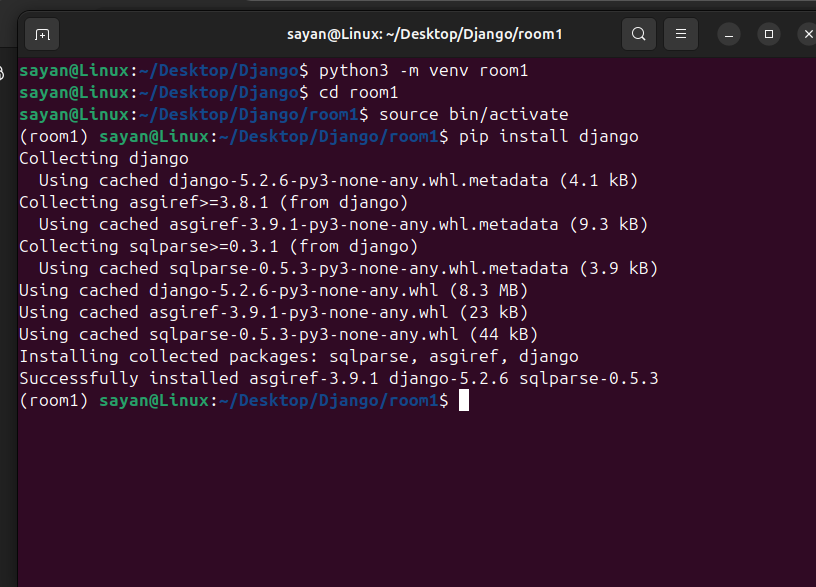 sayan@Linux: ~/Desktop/Django/room1
sayan@Linux:~/Desktop/Django$ python3 -m venv room1
sayan@Linux:~/Desktop/Django$ cd room1
sayan@Linux:~/Desktop/Django/room1$ source bin/activate
(room1) sayan@Linux:~/Desktop/Django/room1$ pip install django
Collecting django
  Using cached django-5.2.6-py3-none-any.whl.metadata (4.1 kB)
Collecting asgiref>=3.8.1 (from django)
  Using cached asgiref-3.9.1-py3-none-any.whl.metadata (9.3 kB)
Collecting sqlparse>=0.3.1 (from django)
  Using cached sqlparse-0.5.3-py3-none-any.whl.metadata (3.9 kB)
Using cached django-5.2.6-py3-none-any.whl (8.3 MB)
Using cached asgiref-3.9.1-py3-none-any.whl (23 kB)
Using cached sqlparse-0.5.3-py3-none-any.whl (44 kB)
Installing collected packages: sqlparse, asgiref, django
Successfully installed asgiref-3.9.1 django-5.2.6 sqlparse-0.5.3
(room1) sayan@Linux:~/Desktop/Django/room1$